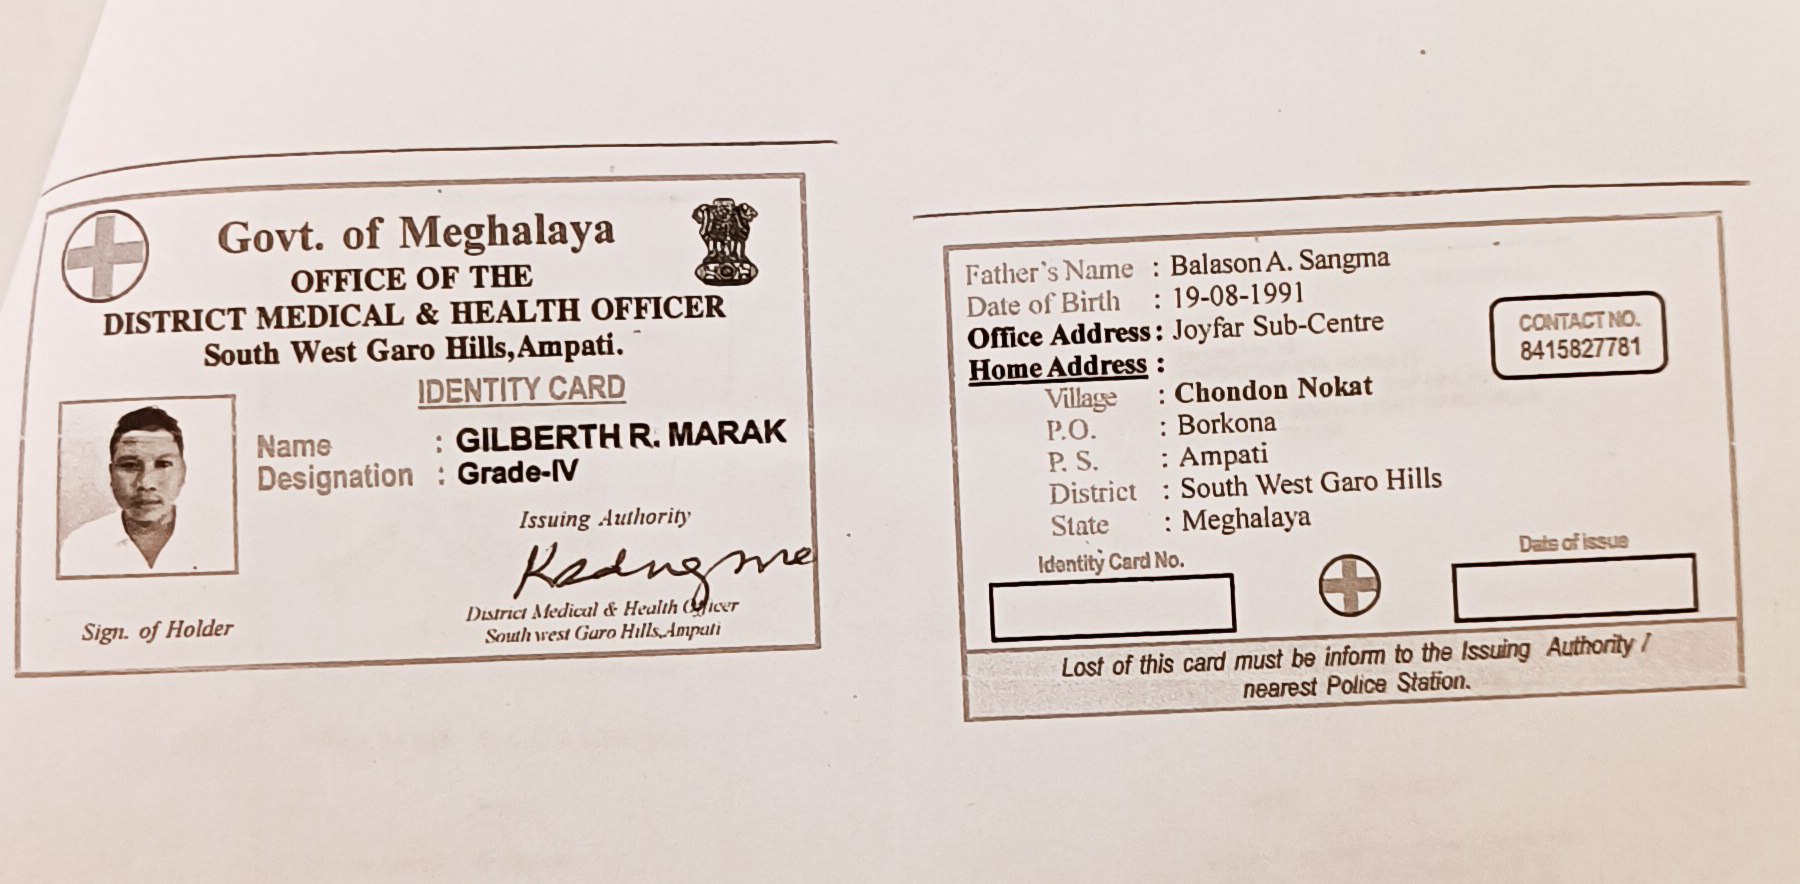 Govt. of Meghalaya
OFFICE OF THE
DISTRICT MEDICAL & HEALTH OFFICER
South West Garo Hills,Ampati.
IDENTITY CARD
Name : GILBERTH R. MARAK
Designation : Grade-IV
Issuing Authority
District Medical & Health Officer
South west Garo Hills,Ampati
Sign. of Holder
Father's Name : Balason A. Sangma
Date of Birth : 19-08-1991
Office Address : Joyfar Sub-Centre
Home Address :
Village : Chondon Nokat
P.O. : Borkona
P. S. : Ampati
District : South West Garo Hills
State : Meghalaya
CONTACT NO.
8415827781
Identity Card No.
Date of issue
Lost of this card must be inform to the Issuing Authority /
nearest Police Station.